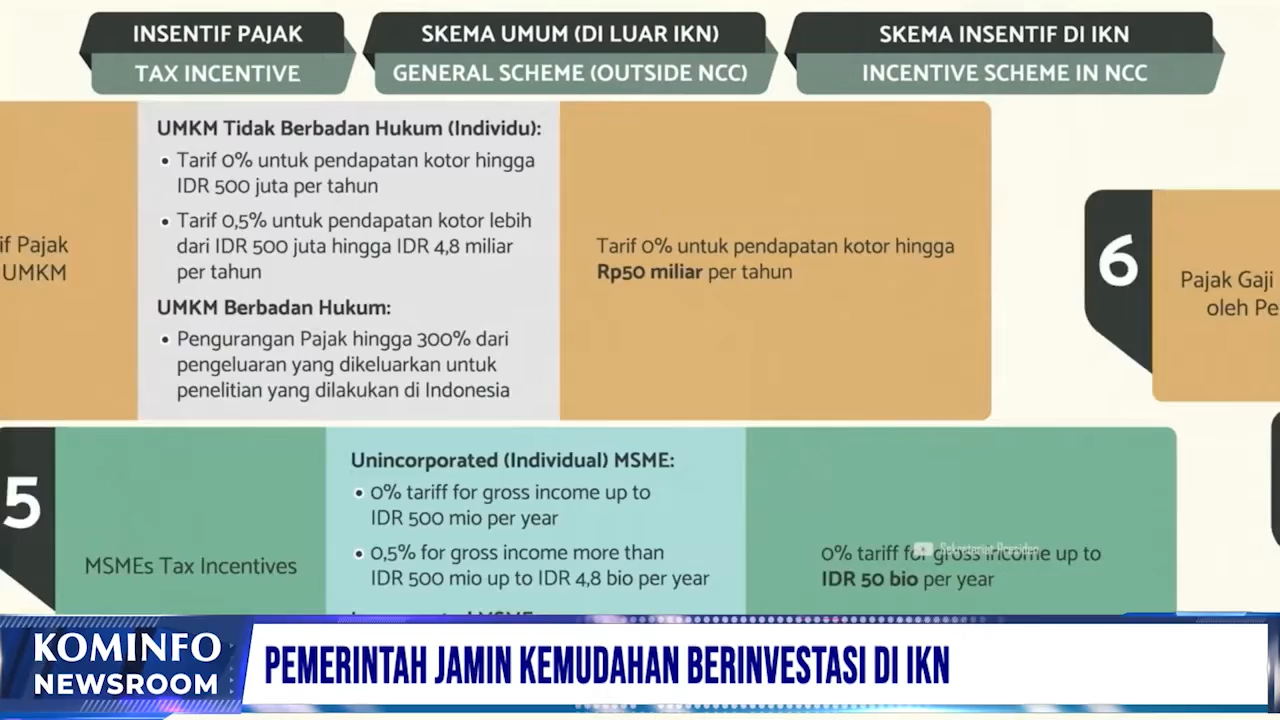 INSENTIF PAJAK
TAX INCENTIVE
SKEMA UMUM (DI LUAR IKN)
GENERAL SCHEME (OUTSIDE NCC)
SKEMA INSENTIF DI IKN
INCENTIVE SCHEME IN NCC
if Pajak
UMKM
UMKM Tidak Berbadan Hukum (Individu):
• Tarif 0% untuk pendapatan kotor hingga
IDR 500 juta per tahun
• Tarif 0,5% untuk pendapatan kotor lebih
dari IDR 500 juta hingga IDR 4,8 miliar
per tahun
UMKM Berbadan Hukum:
• Pengurangan Pajak hingga 300% dari
pengeluaran yang dikeluarkan untuk
penelitian yang dilakukan di Indonesia
Tarif 0% untuk pendapatan kotor hingga
Rp50 miliar per tahun
6
Pajak Gaji
oleh Pe
5
MSMEs Tax Incentives
Unincorporated (Individual) MSME:
• 0% tariff for gross income up to
IDR 500 mio per year
• 0,5% for gross income more than
IDR 500 mio up to IDR 4,8 bio per year
0% tariff for gross income up to
IDR 50 bio per year
Sekretariat Presiden
KOMINFO
NEWSROOM
PEMERINTAH JAMIN KEMUDAHAN BERINVESTASI DI IKN